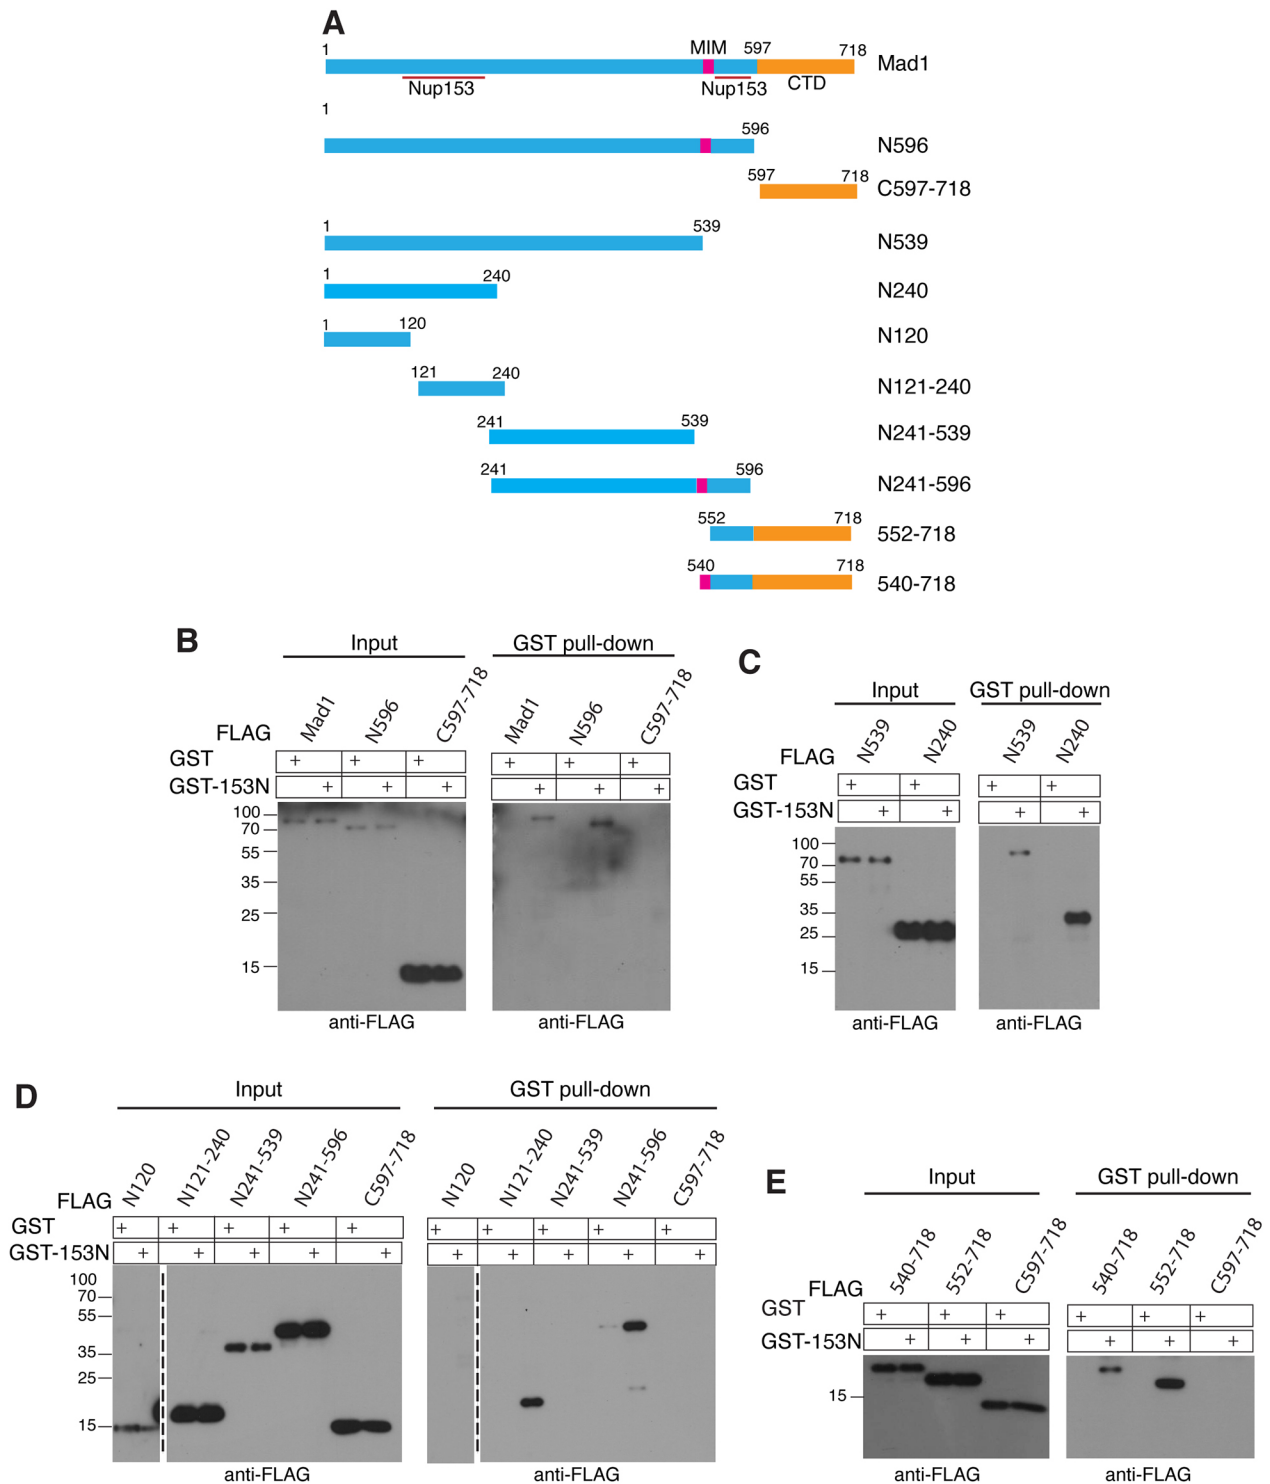 A
1 MIM 597 718 Mad1
Nup153 Nup153 CTD
1
596 N596
597 718 C597-718
1 539 N539
1 240 N240
1 120 N120
121 240 N121-240
241 539 N241-539
241 596 N241-596
552 718 552-718
540 718 540-718
B
Input GST pull-down
FLAG Mad1 N596 C597-718 Mad1 N596 C597-718
GST + + + + + +
GST-153N + + + + + +
100
70
55
35
25
15
anti-FLAG anti-FLAG
C
Input GST pull-down
FLAG N539 N240 N539 N240
GST + + + +
GST-153N + + + +
100
70
55
35
25
15
anti-FLAG anti-FLAG
D
Input GST pull-down
FLAG N120 N121-240 N241-539 N241-596 C597-718 N120 N121-240 N241-539 N241-596 C597-718
GST + + + + + + + + + +
GST-153N + + + + + + + + + +
100
70
55
35
25
15
anti-FLAG anti-FLAG
E
Input GST pull-down
FLAG 540-718 552-718 C597-718 540-718 552-718 C597-718
GST + + + + + +
GST-153N + + + + + +
15
anti-FLAG anti-FLAG